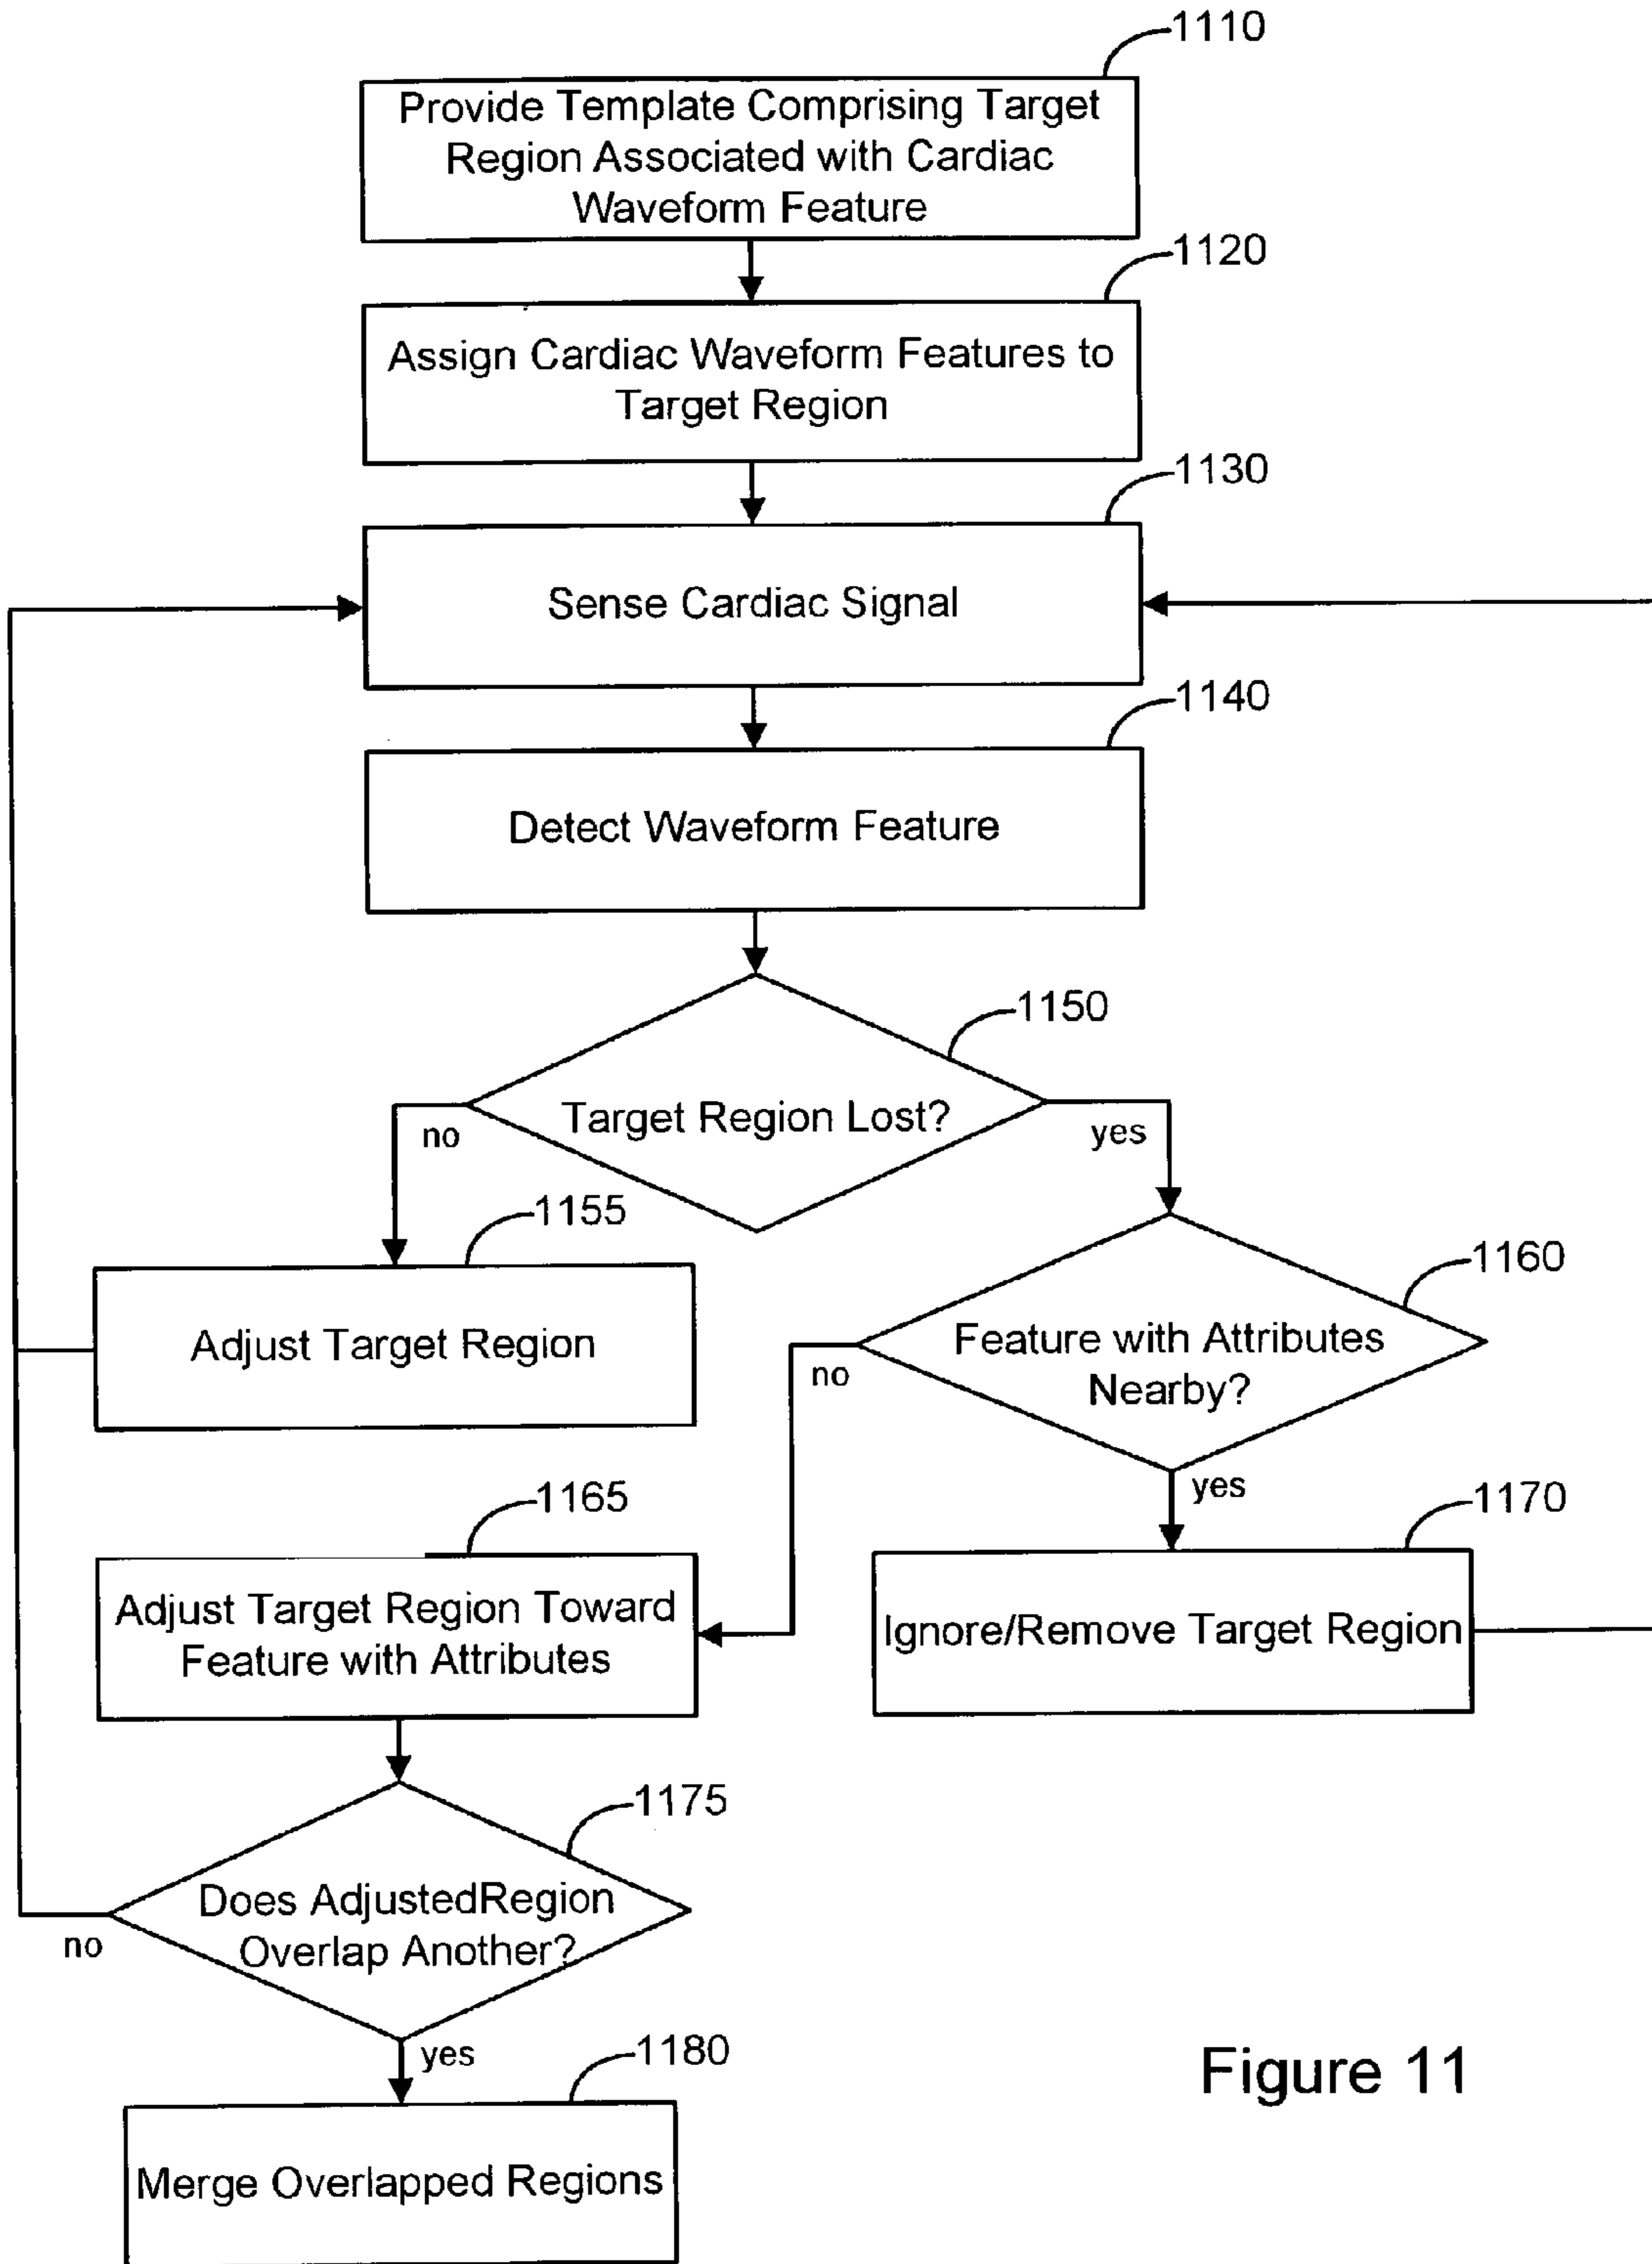 1110
Provide Template Comprising Target
Region Associated with Cardiac
Waveform Feature
1120
Assign Cardiac Waveform Features to
Target Region
1130
Sense Cardiac Signal
1140
Detect Waveform Feature
1150
Target Region Lost?
no
yes
1155
Adjust Target Region
1160
Feature with Attributes
Nearby?
no
yes
1165
Adjust Target Region Toward
Feature with Attributes
1170
Ignore/Remove Target Region
1175
Does AdjustedRegion
Overlap Another?
no
yes
1180
Merge Overlapped Regions
Figure 11